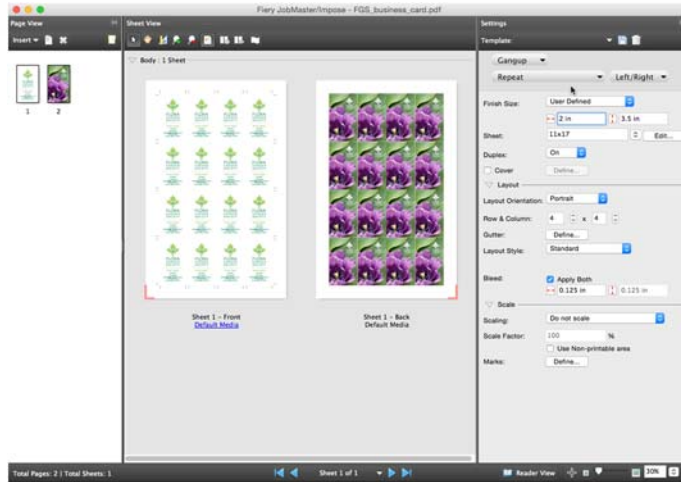 Fiery JobMaster/Impose - FGS_business_card.pdf
Page View
Sheet View
Settings
Insert
Template:
Body : 1 Sheet
Gangup
Repeat
Left/Right
1
2
Finish Size:
User Defined
2 in
3.5 in
Sheet:
11x17
Edit...
Duplex:
On
Cover
Define...
Layout
Layout Orientation:
Portrait
Row & Column:
4
x
4
Gutter:
Define...
Layout Style:
Standard
Bleed:
Apply Both
0.125 in
0.125 in
Scale
Scaling:
Do not scale
Scale Factor:
100
%
Use Non-printable area
Marks:
Define...
Sheet 1 - Front
Default Media
Sheet 1 - Back
Default Media
Total Pages: 2 | Total Sheets: 1
Sheet 1 of 1
Reader View
30%